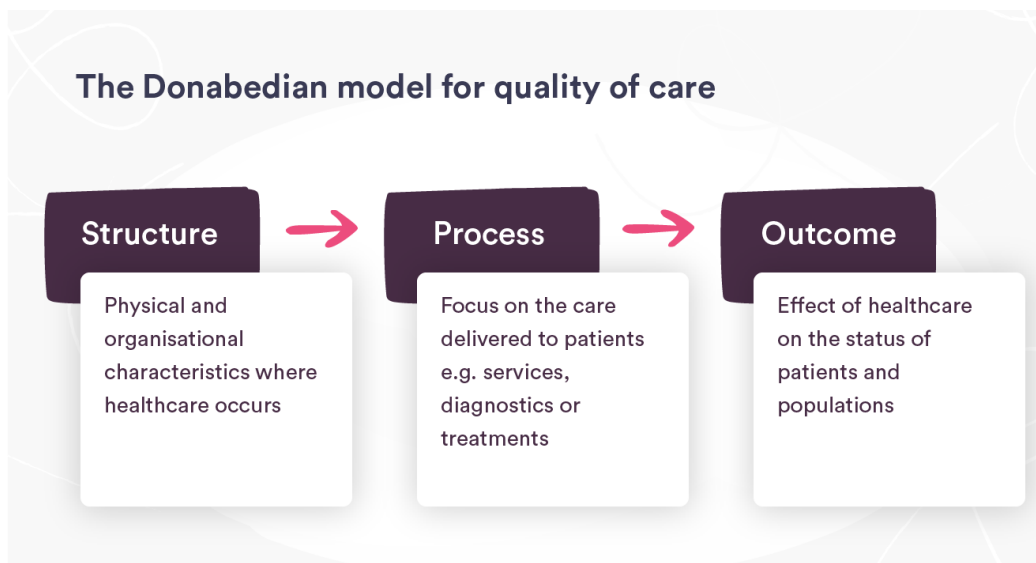 The Donabedian model for quality of care
Structure
Physical and
organisational
characteristics where
healthcare occurs
Process
Focus on the care
delivered to patients
e.g. services,
diagnostics or
treatments
Outcome
Effect of healthcare
on the status of
patients and
populations